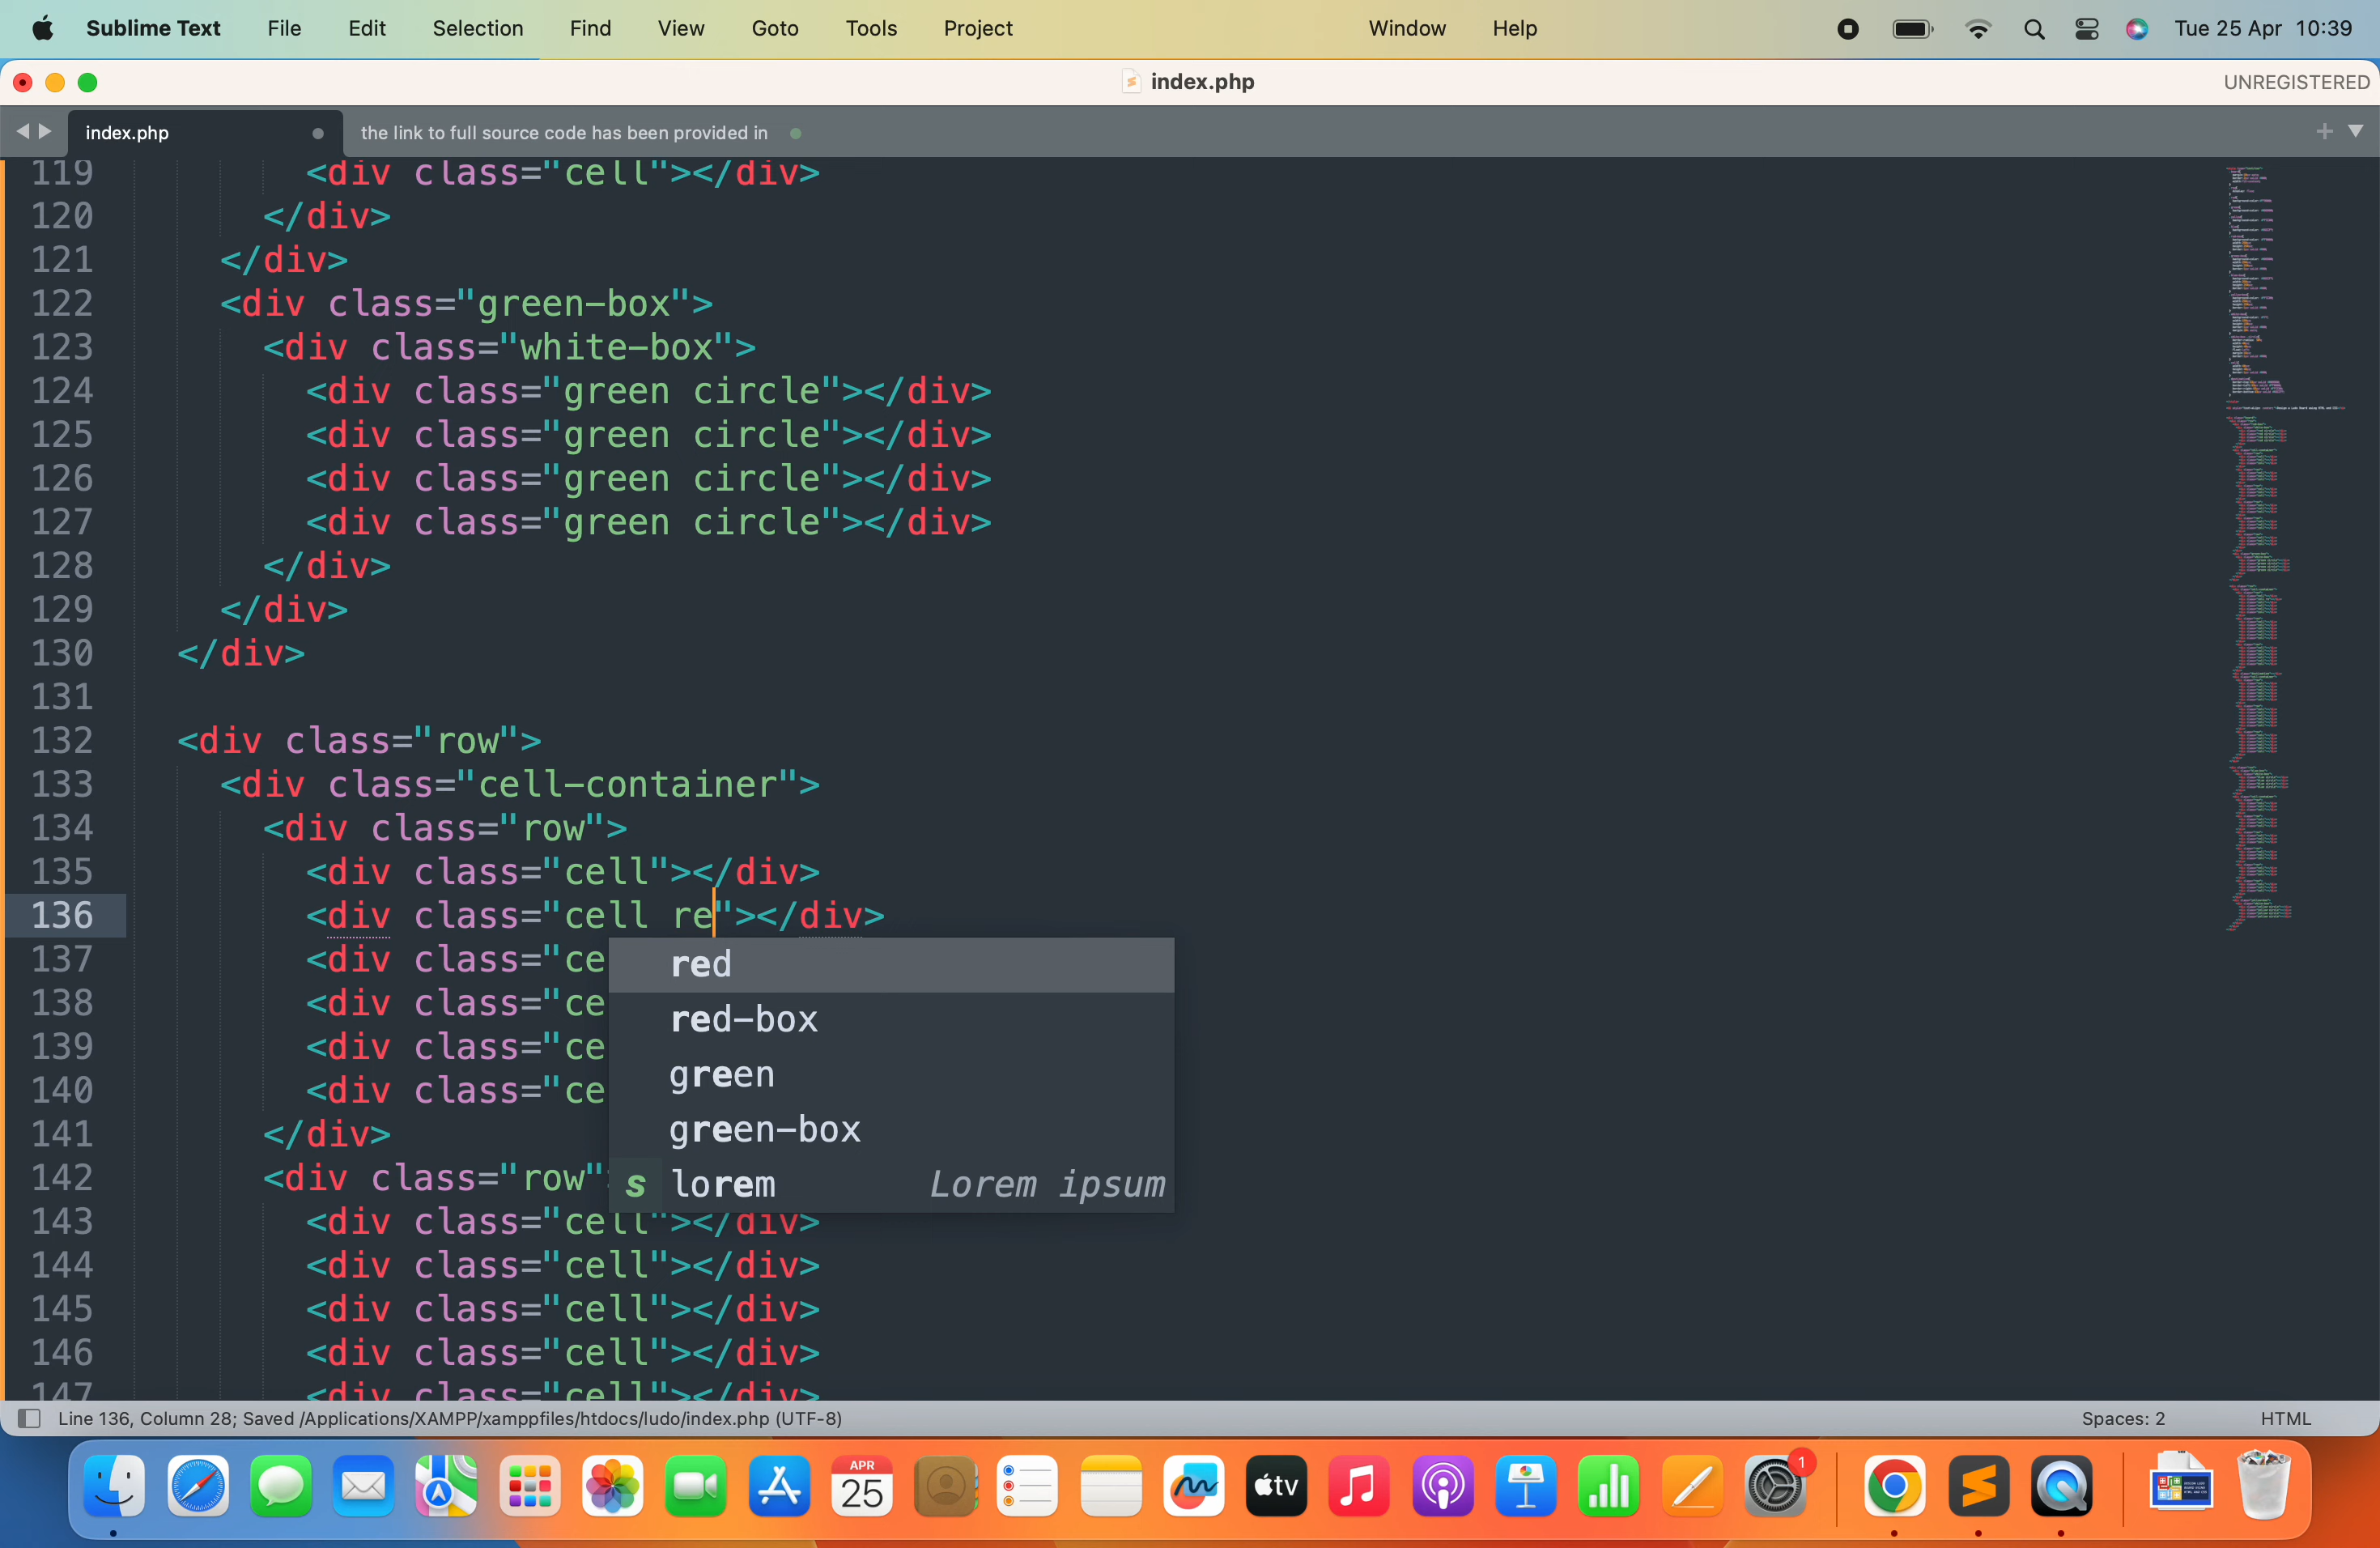 Sublime Text File Edit Selection Find View Goto Tools Project Window Help Tue 25 Apr 10:39
index.php UNREGISTERED
index.php the link to full source code has been provided in
119 <div class="cell"></div>
120 </div>
121 </div>
122 <div class="green-box">
123 <div class="white-box">
124 <div class="green circle"></div>
125 <div class="green circle"></div>
126 <div class="green circle"></div>
127 <div class="green circle"></div>
128 </div>
129 </div>
130 </div>
131
132 <div class="row">
133 <div class="cell-container">
134 <div class="row">
135 <div class="cell"></div>
136 <div class="cell re"></div>
137 <div class="ce
138 <div class="ce
139 <div class="ce
140 <div class="ce
141 </div>
142 <div class="row"
143 <div class="cell"></div>
144 <div class="cell"></div>
145 <div class="cell"></div>
146 <div class="cell"></div>
147 <div class="cell"></div>
red
red-box
green
green-box
s lorem Lorem ipsum
Line 136, Column 28; Saved /Applications/XAMPP/xamppfiles/htdocs/ludo/index.php (UTF-8) Spaces: 2 HTML
APR
25
tv
1